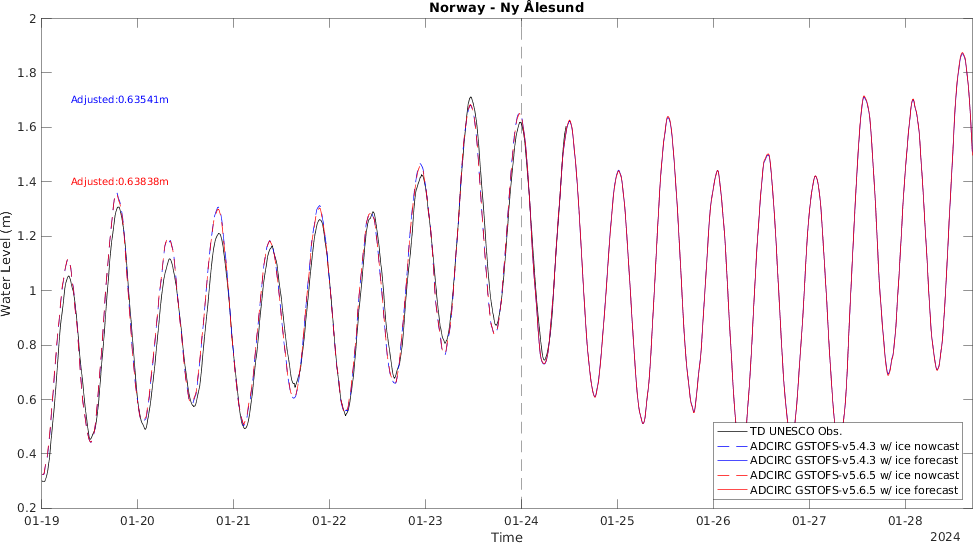 Norway - Ny Ålesund
2
1.8
1.6
1.4
1.2
1
0.8
0.6
0.4
0.2
Water Level (m)
Adjusted:0.63541m
Adjusted:0.63838m
TD UNESCO Obs.
ADCIRC GSTOFS-v5.4.3 w/ ice nowcast
ADCIRC GSTOFS-v5.4.3 w/ ice forecast
ADCIRC GSTOFS-v5.6.5 w/ ice nowcast
ADCIRC GSTOFS-v5.6.5 w/ ice forecast
01-19 01-20 01-21 01-22 01-23 01-24 01-25 01-26 01-27 01-28
Time
2024